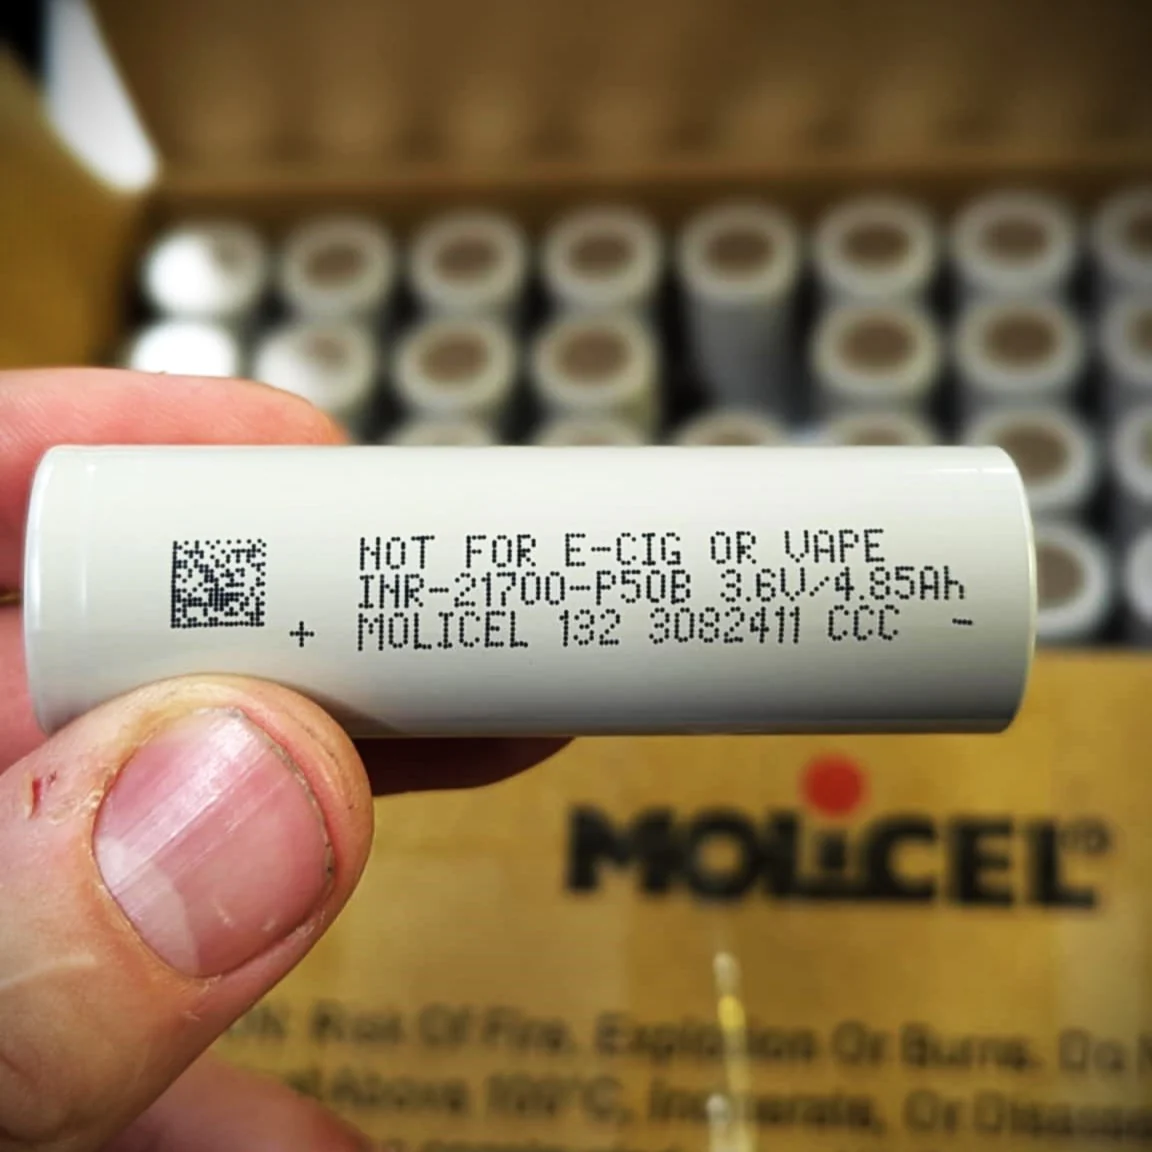 NOT FOR E-CIG OR VAPE
INR-21700-P50B 3.6V/4.85Ah
+ MOLICEL 132 3082411 CCC -
MOLiCEL
Risk Of Fire, Explosion Or Burns. Do
Above 100°C, Incinerate, Or